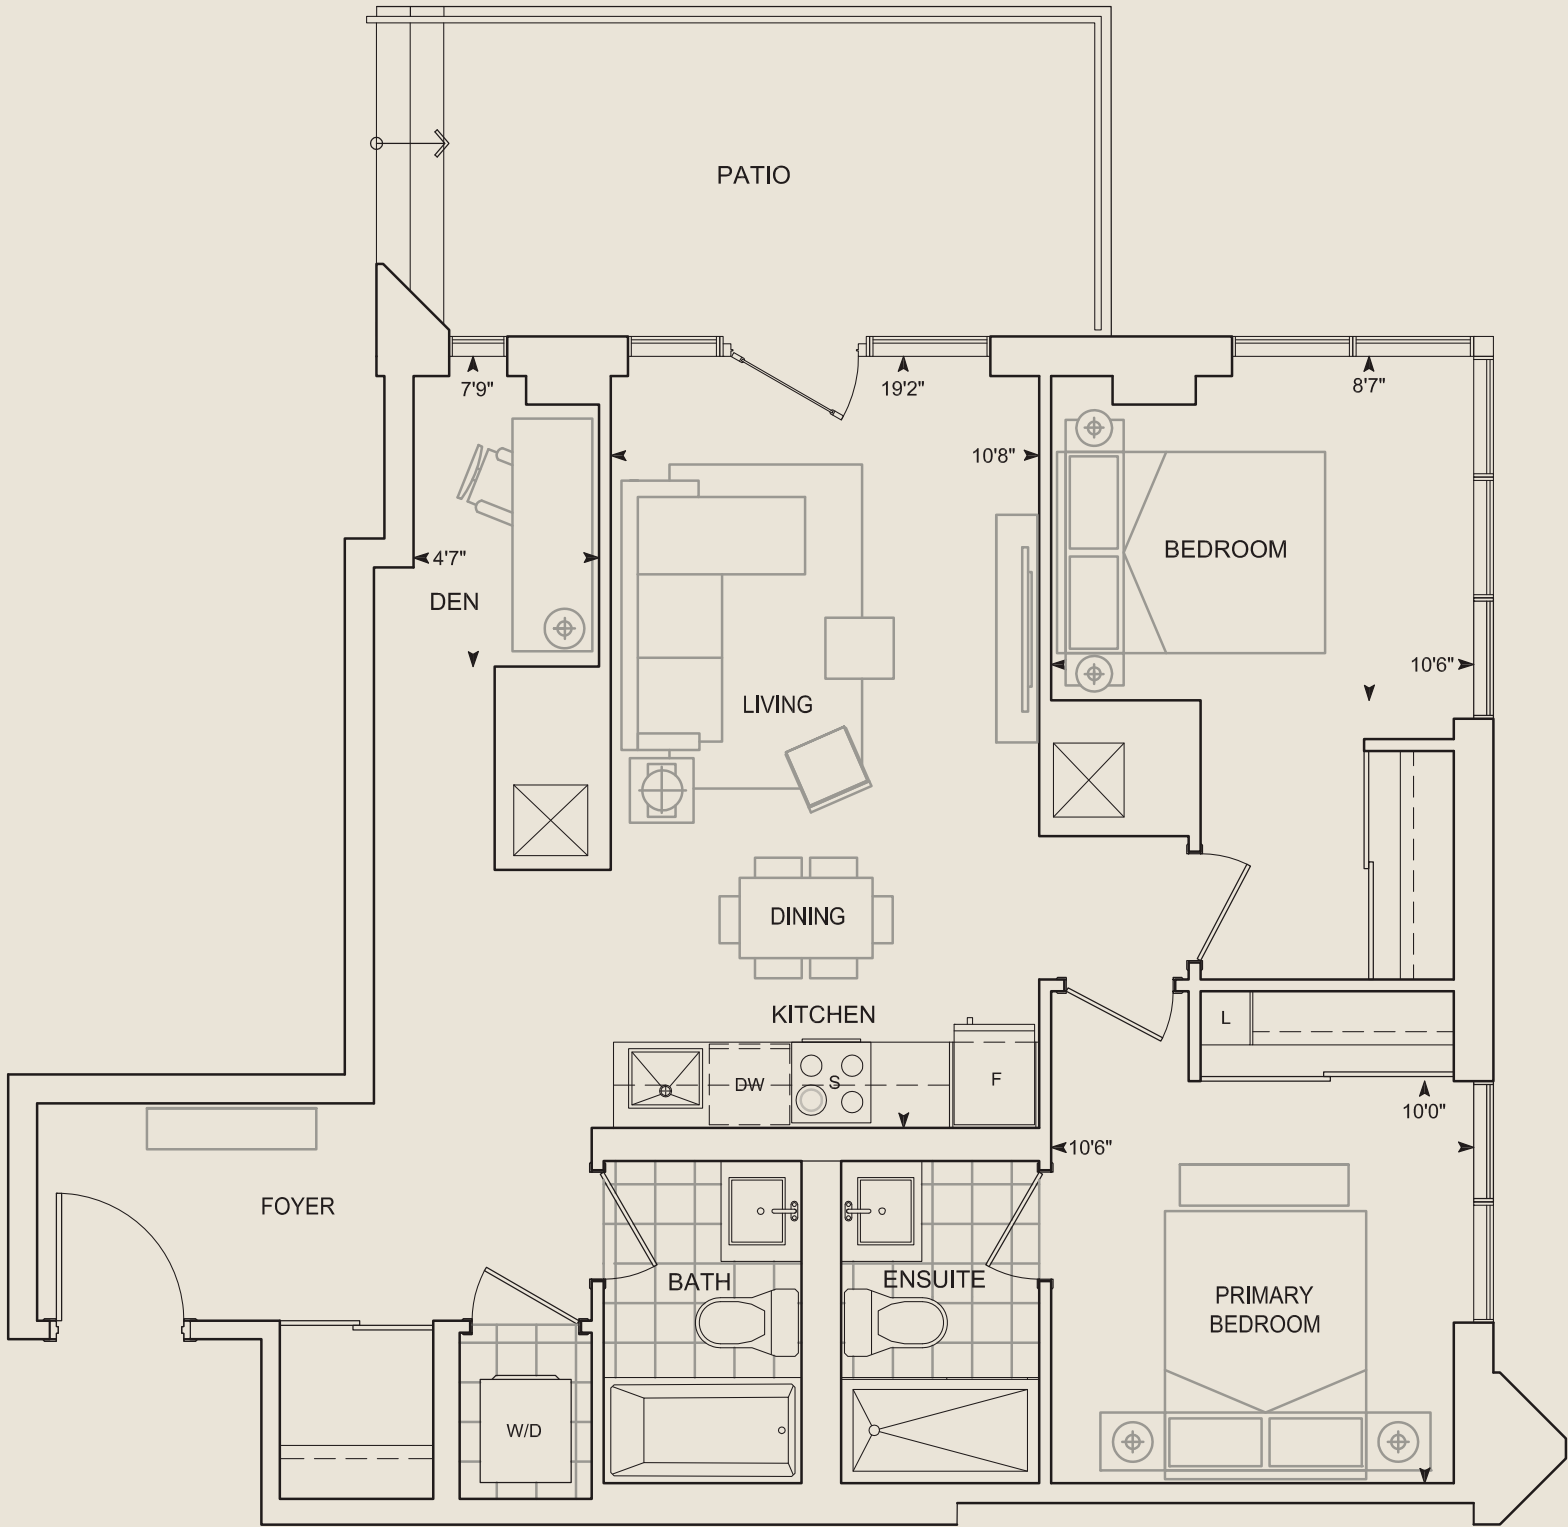 PATIO
7'9"
19'2"
8'7"
10'8"
BEDROOM
4'7"
DEN
10'6"
LIVING
DINING
KITCHEN
L
DW
S
F
10'0"
10'6"
FOYER
BATH
ENSUITE
PRIMARY
BEDROOM
W/D